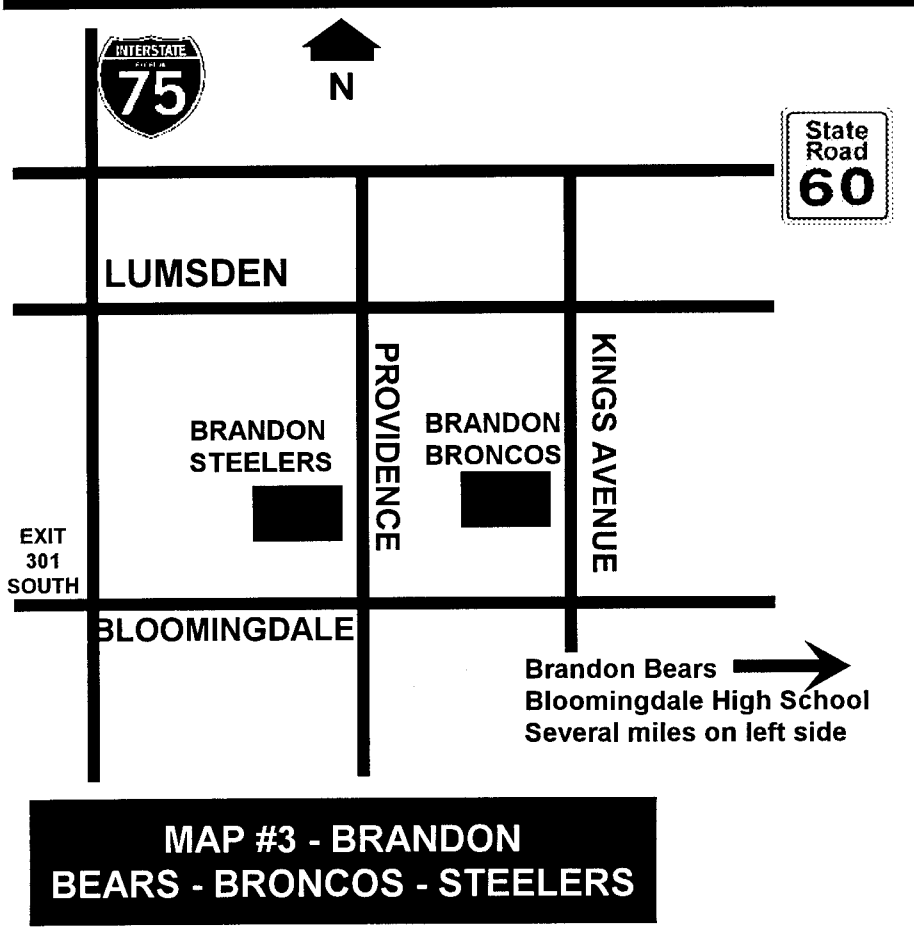 INTERSTATE
75
N
State
Road
60
LUMSDEN
PROVIDENCE
KINGS AVENUE
BRANDON
STEELERS
BRANDON
BRONCOS
EXIT
301
SOUTH
BLOOMINGDALE
Brandon Bears
Bloomingdale High School
Several miles on left side
MAP #3 - BRANDON
BEARS - BRONCOS - STEELERS